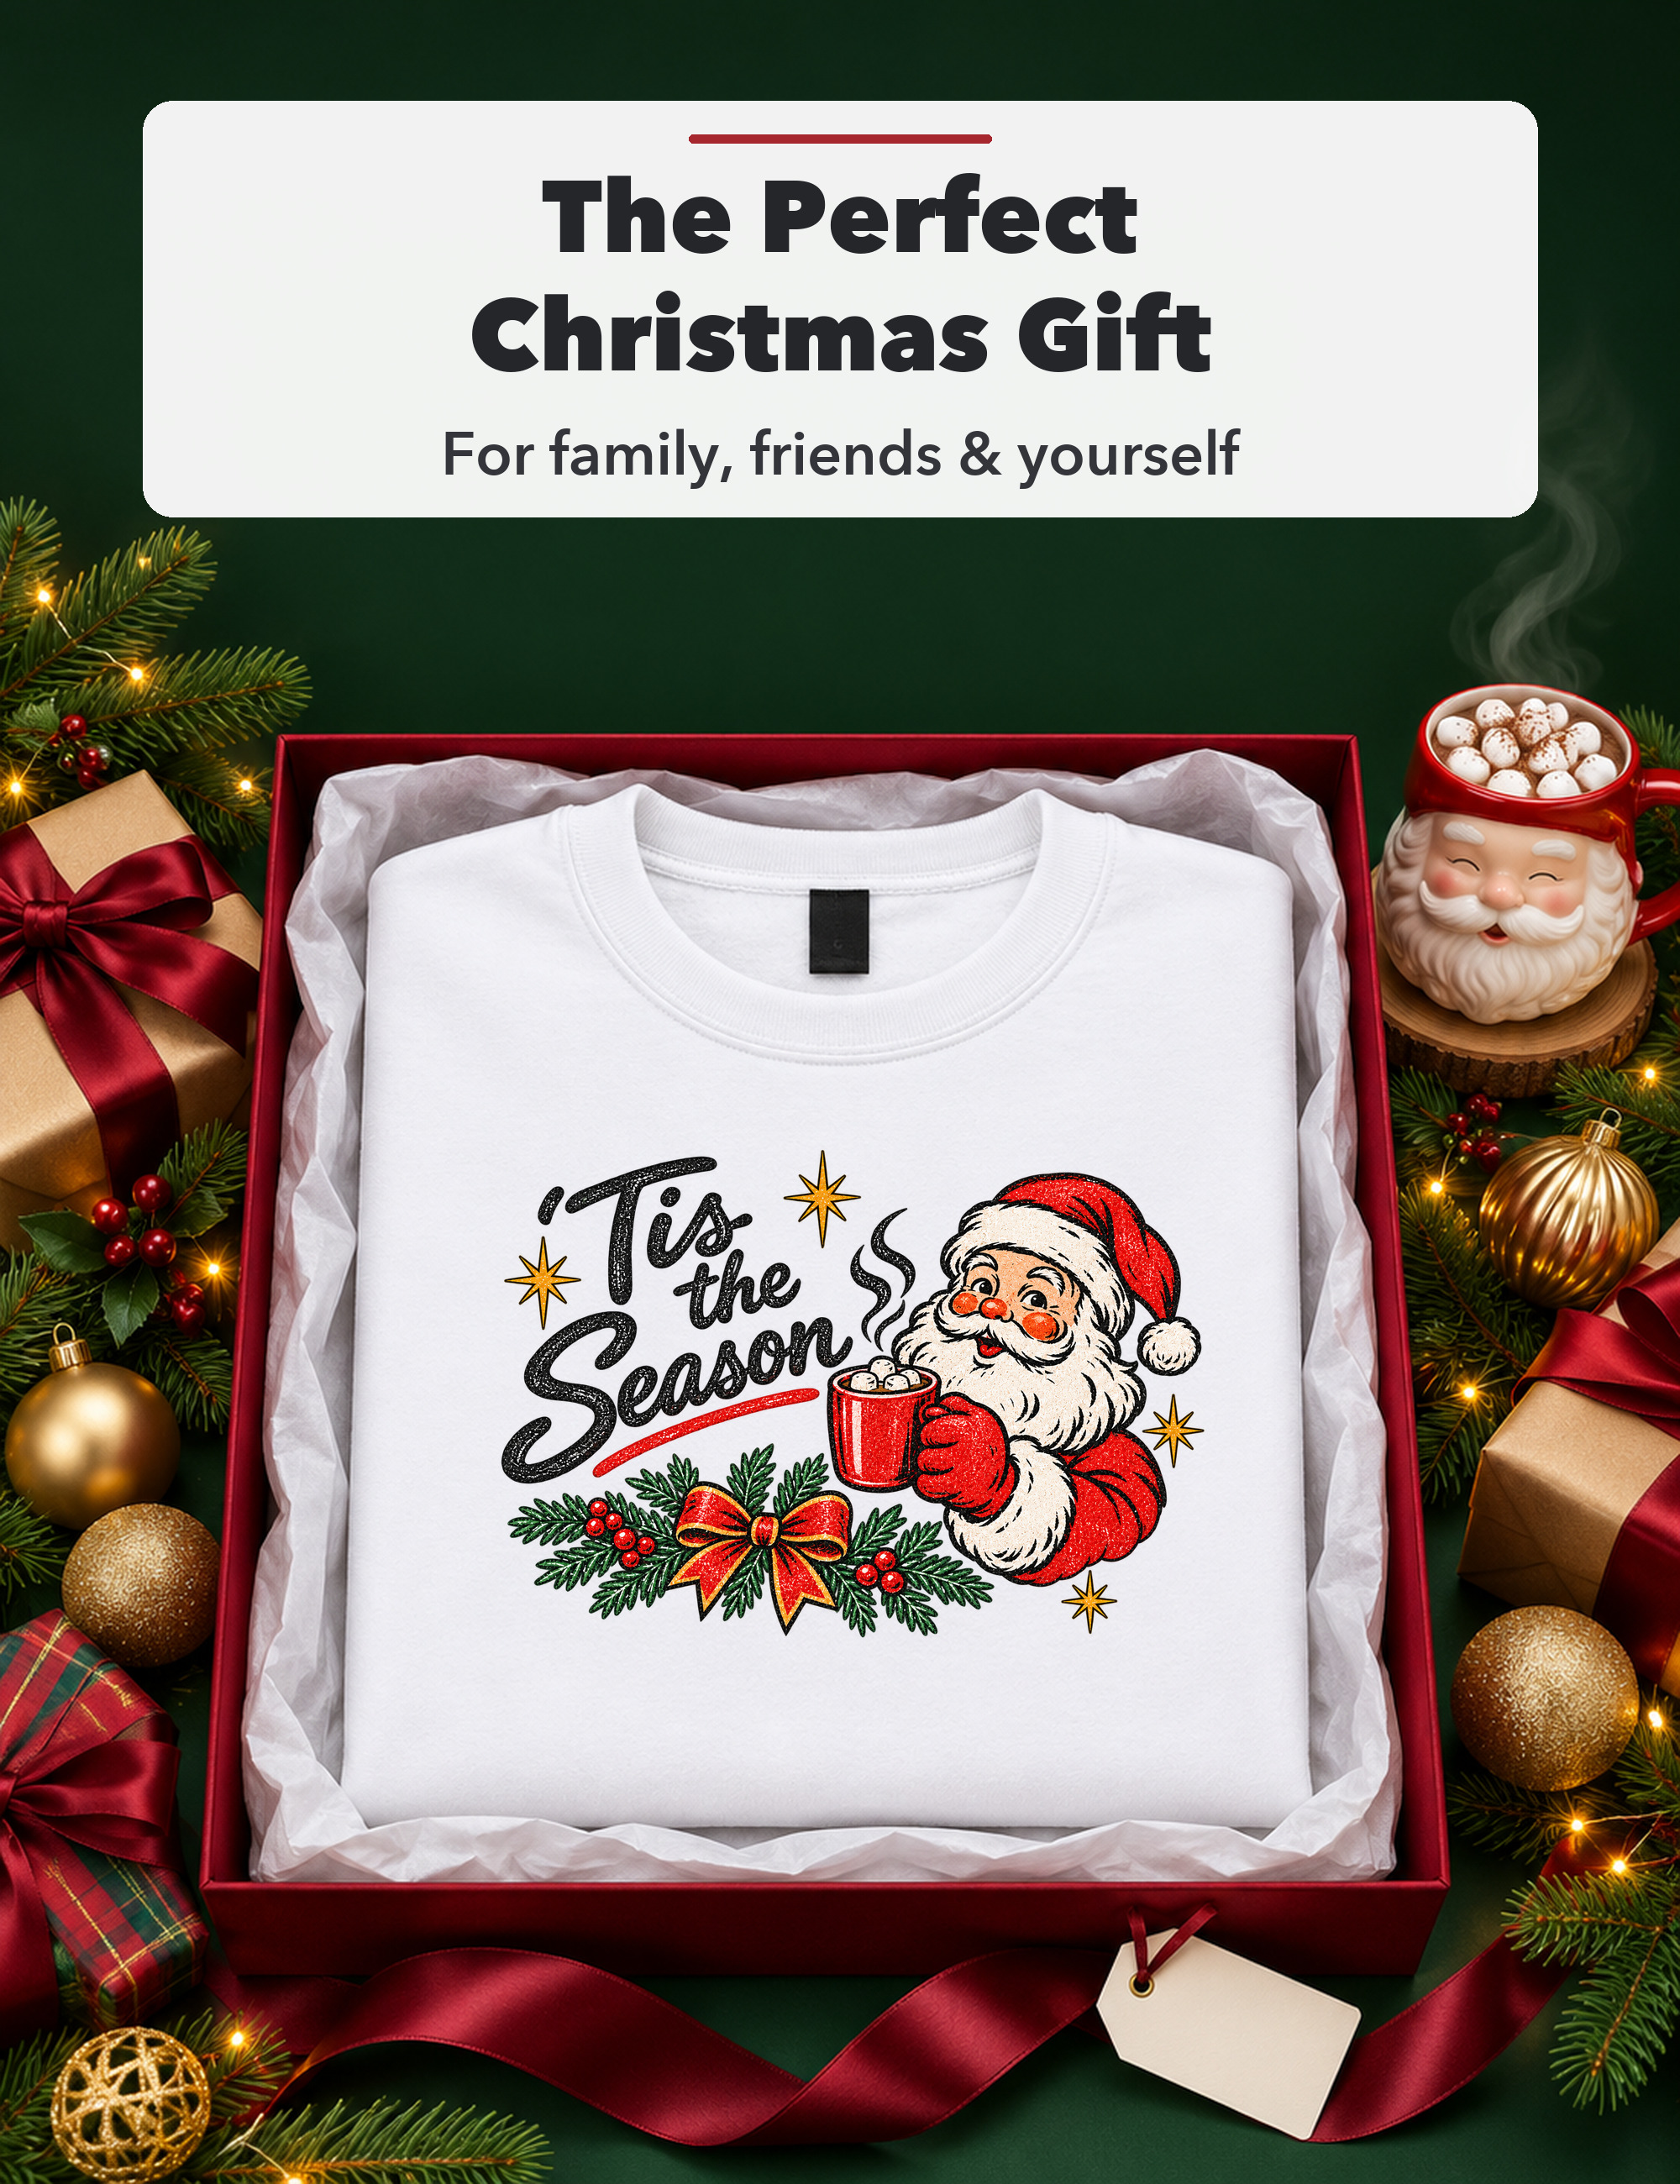 The Perfect
Christmas Gift
For family, friends & yourself
'Tis
the
Season